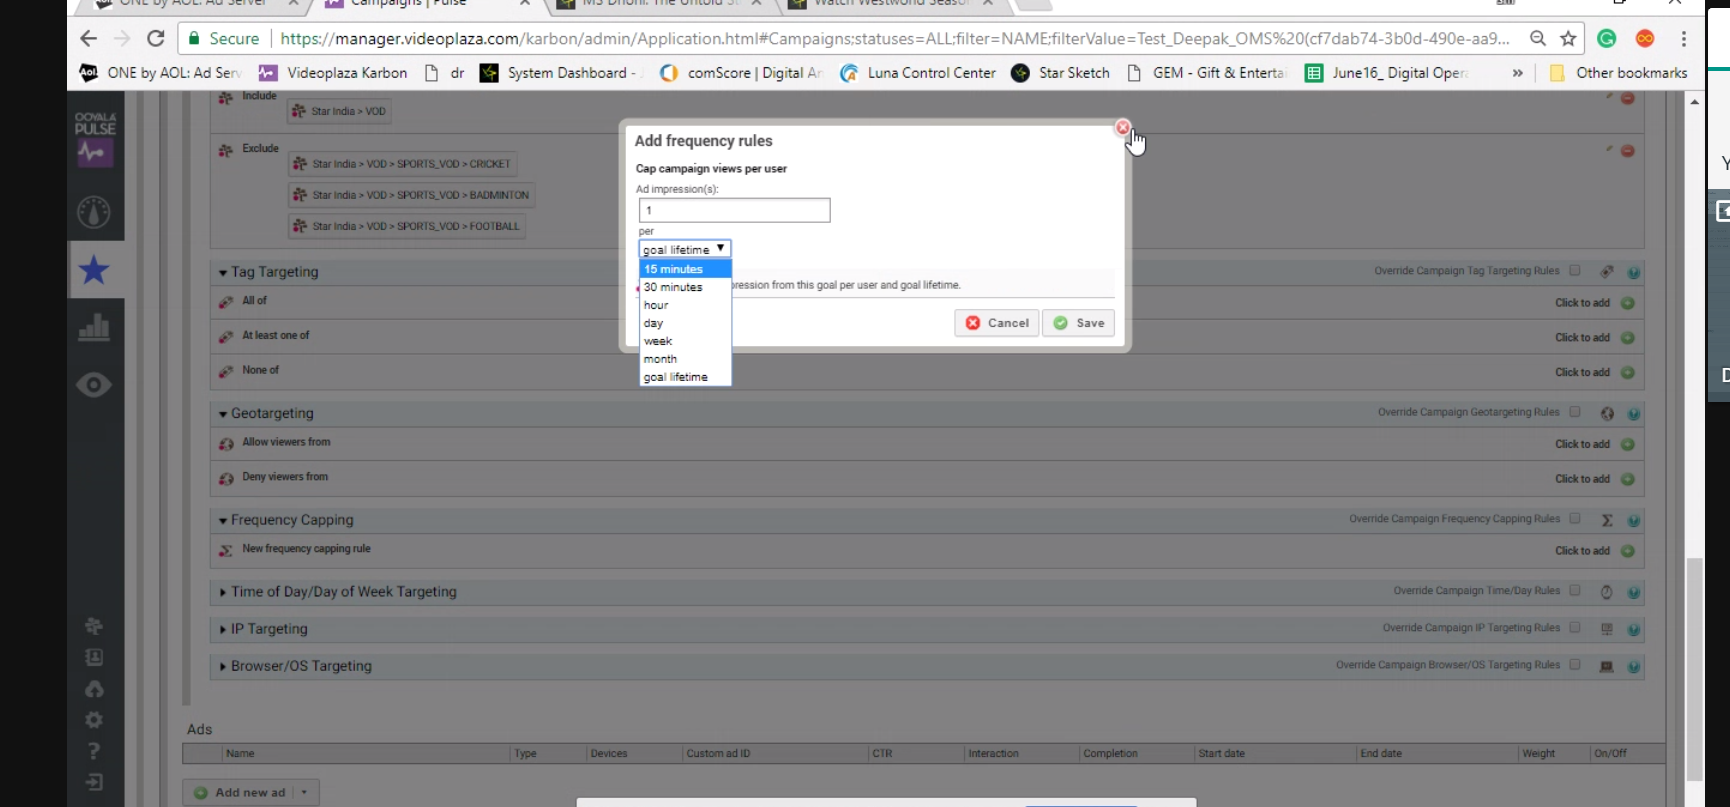 ONE by AOL: Ad Server
Campaigns | Pulse
MS Dhoni: The Untold
Watch Westworld Season
Secure
https://manager.videoplaza.com/karbon/admin/Application.html#Campaigns;statuses=ALL;filter=NAME;filterValue=Test_Deepak_OMS%20(cf7dab74-3b0d-490e-aa9...
ONE by AOL: Ad Serv
Videoplaza Karbon
dr
System Dashboard -
comScore | Digital An
Luna Control Center
Star Sketch
GEM - Gift & Entertai
June16_ Digital Opera
»
Other bookmarks
OOYALA
PULSE
Include
Star India > VOD
Exclude
Star India > VOD > SPORTS_VOD > CRICKET
Star India > VOD > SPORTS_VOD > BADMINTON
Star India > VOD > SPORTS_VOD > FOOTBALL
Add frequency rules
Cap campaign views per user
Ad impression(s):
1
per
goal lifetime
15 minutes
30 minutes
hour
day
week
month
goal lifetime
ression from this goal per user and goal lifetime.
Cancel
Save
Tag Targeting
Override Campaign Tag Targeting Rules
All of
Click to add
At least one of
Click to add
None of
Click to add
Geotargeting
Override Campaign Geotargeting Rules
Allow viewers from
Click to add
Deny viewers from
Click to add
Frequency Capping
Override Campaign Frequency Capping Rules
New frequency capping rule
Click to add
Time of Day/Day of Week Targeting
Override Campaign Time/Day Rules
IP Targeting
Override Campaign IP Targeting Rules
Browser/OS Targeting
Override Campaign Browser/OS Targeting Rules
Ads
Name
Type
Devices
Custom ad ID
CTR
Interaction
Completion
Start date
End date
Weight
On/Off
Add new ad